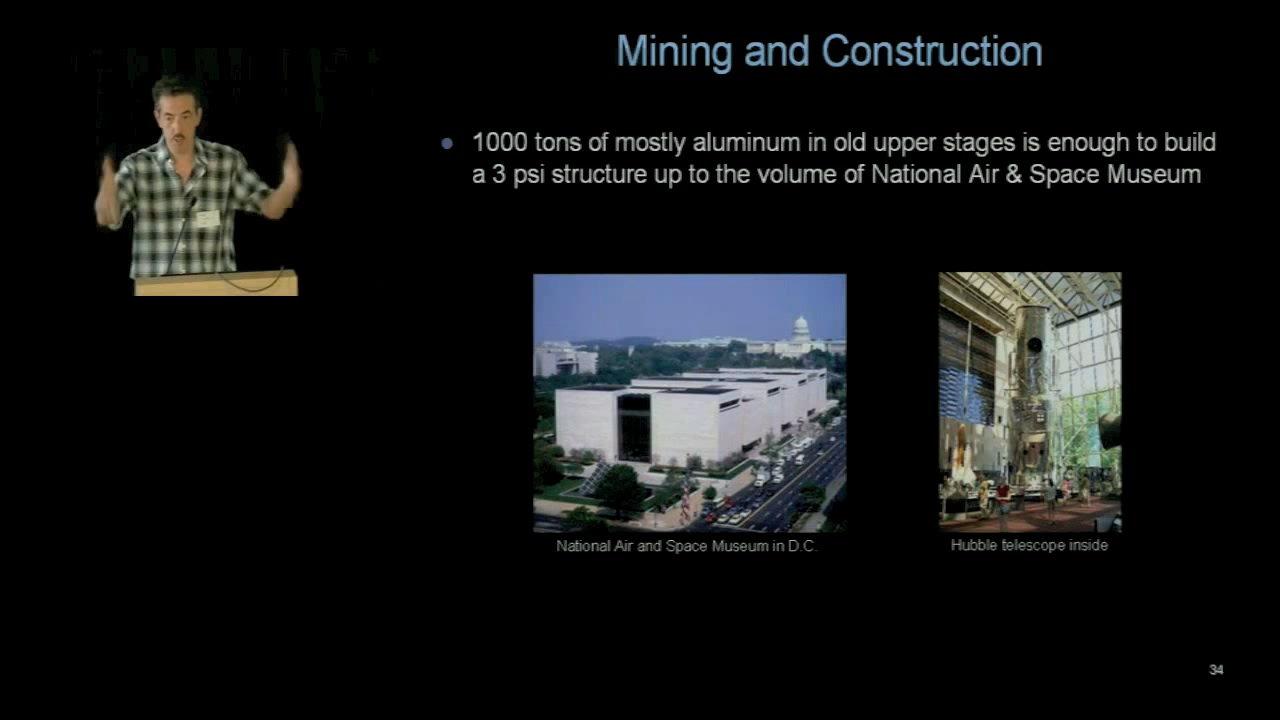 Mining and Construction
• 1000 tons of mostly aluminum in old upper stages is enough to build
a 3 psi structure up to the volume of National Air & Space Museum
National Air and Space Museum in D.C.
Hubble telescope inside
34